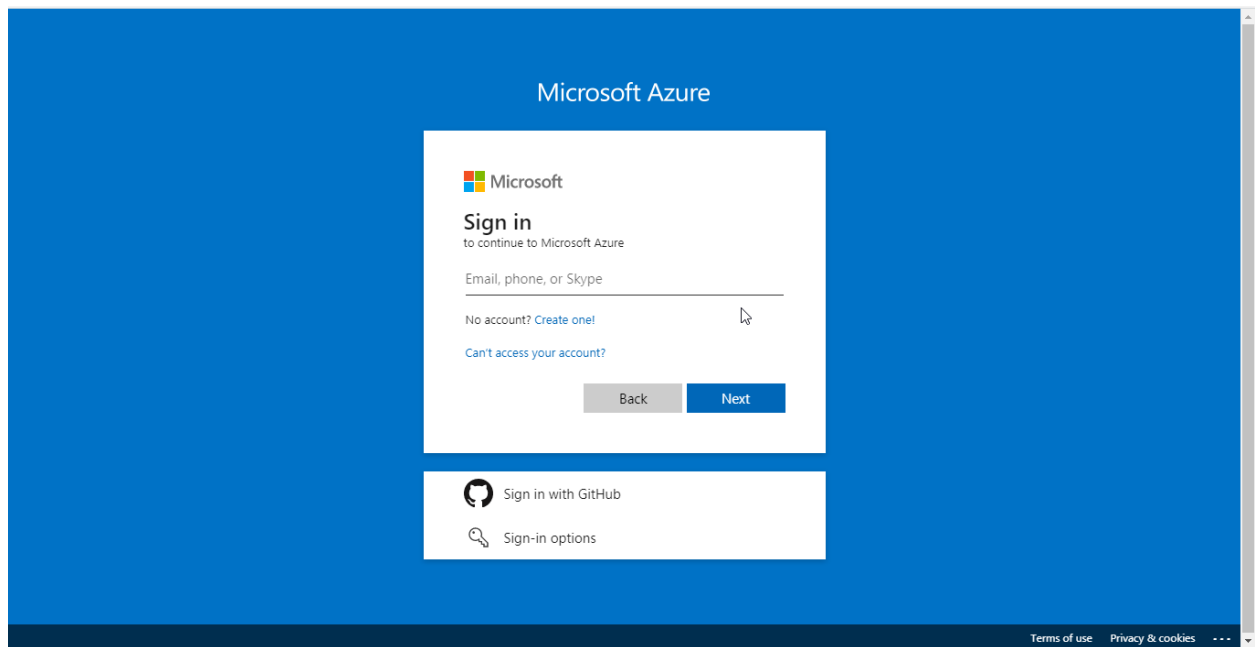 Microsoft Azure
Microsoft
Sign in
to continue to Microsoft Azure
Email, phone, or Skype
No account? Create one!
Can't access your account?
Back Next
Sign in with GitHub
Sign-in options
Terms of use Privacy & cookies ...